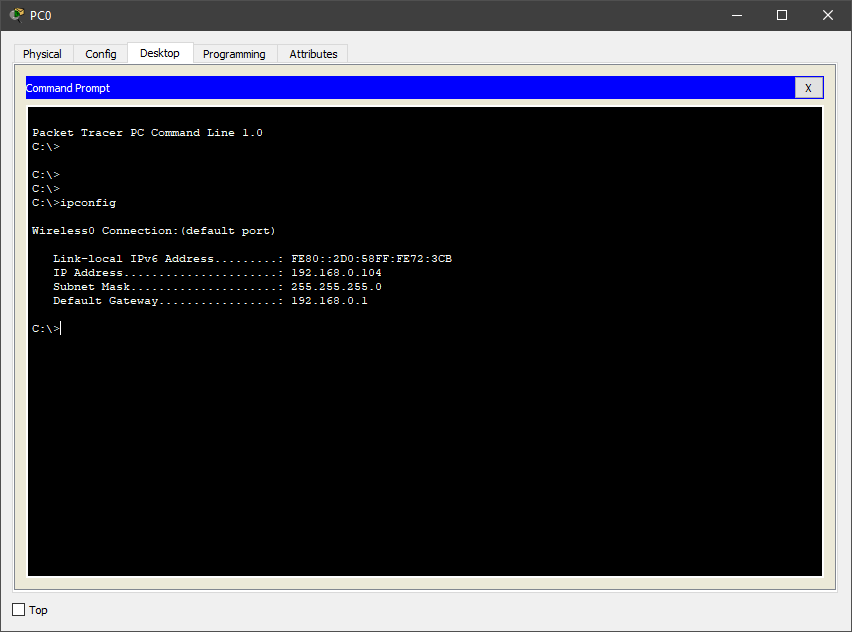 PC0
Physical Config Desktop Programming Attributes
Command Prompt X
Packet Tracer PC Command Line 1.0
C:\>
C:\>
C:\>
C:\>ipconfig
Wireless0 Connection:(default port)
Link-local IPv6 Address.........: FE80::2D0:58FF:FE72:3CB
IP Address......................: 192.168.0.104
Subnet Mask.....................: 255.255.255.0
Default Gateway.................: 192.168.0.1
C:\>
Top